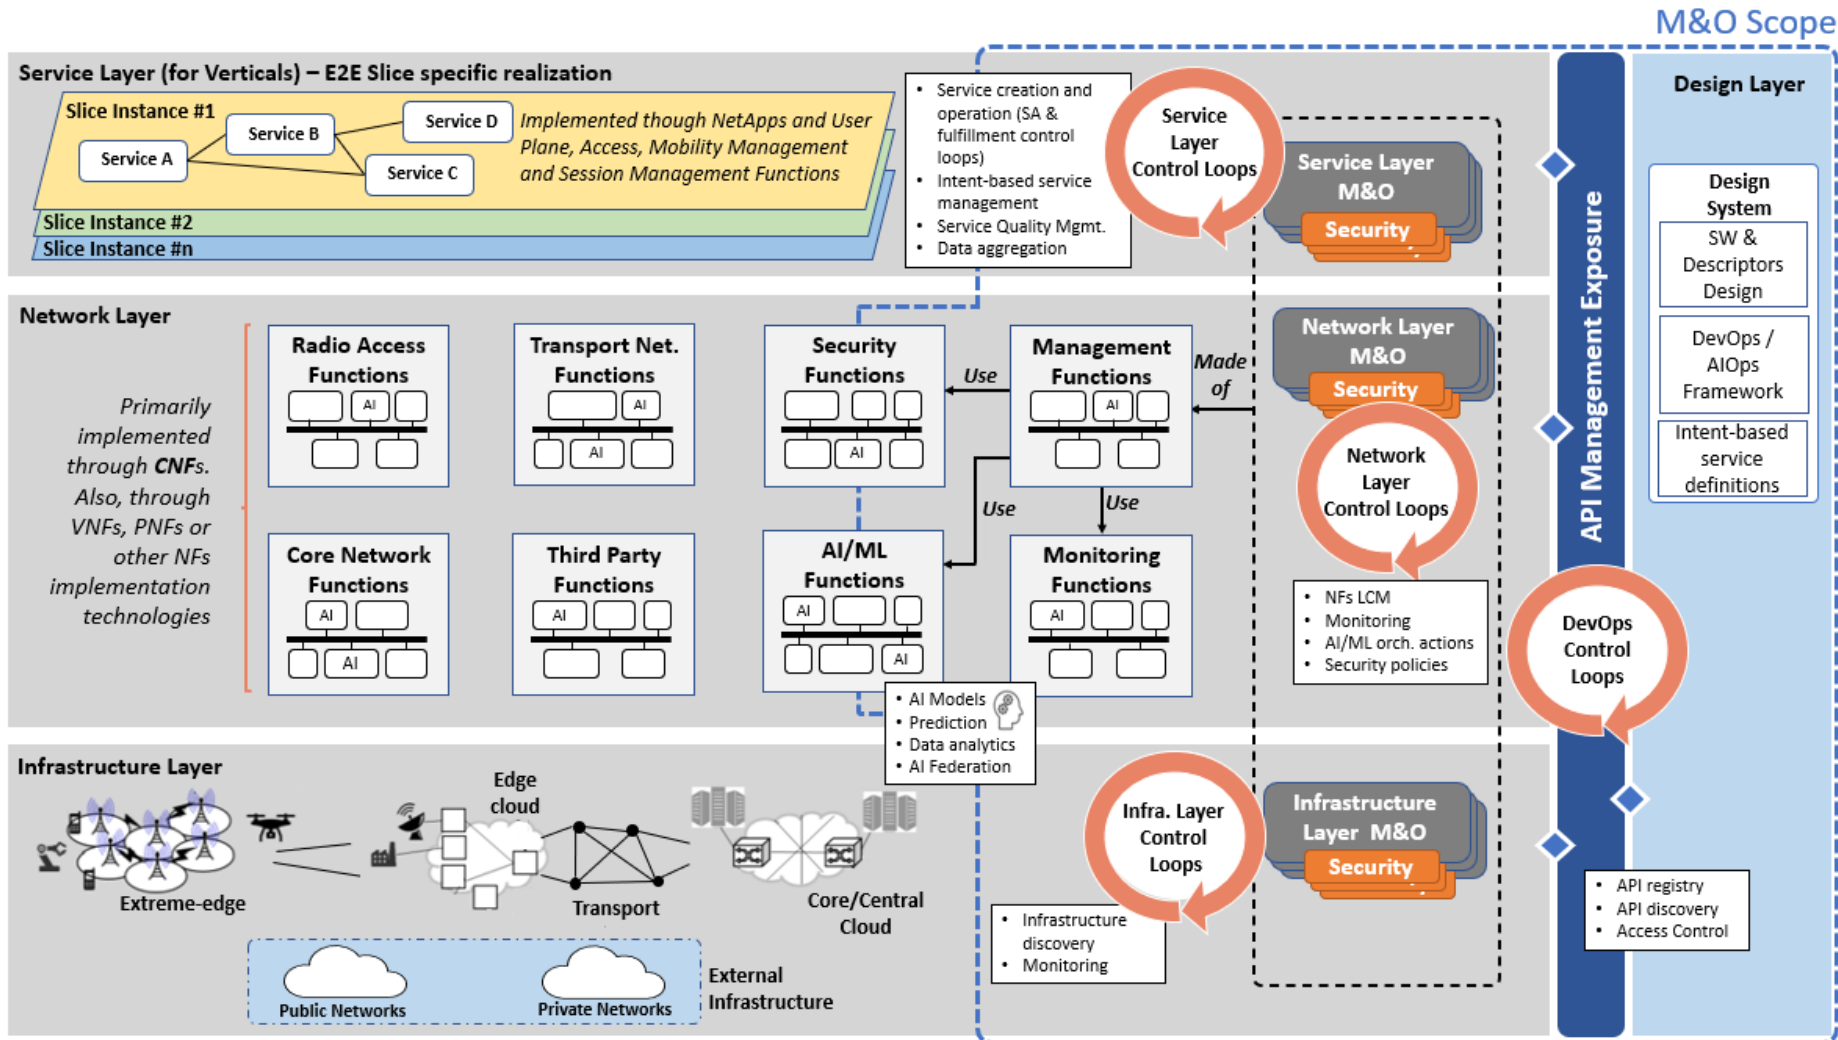 M&O Scope
Service Layer (for Verticals) – E2E Slice specific realization
Slice Instance #1
Service A
Service B
Service D
Service C
Implemented though NetApps and User
Plane, Access, Mobility Management
and Session Management Functions
Slice Instance #2
Slice Instance #n
• Service creation and
operation (SA &
fulfillment control
loops)
• Intent-based service
management
• Service Quality Mgmt.
• Data aggregation
Service
Layer
Control Loops
Service Layer
M&O
Security
API Management Exposure
Design Layer
Design
System
SW &
Descriptors
Design
DevOps /
AIOps
Framework
Intent-based
service
definitions
Network Layer
Primarily
implemented
through CNFs.
Also, through
VNFs, PNFs or
other NFs
implementation
technologies
Radio Access
Functions
AI
Transport Net.
Functions
AI
AI
Security
Functions
AI
Use
Management
Functions
AI
Made
of
Network Layer
M&O
Security
Use
Use
Core Network
Functions
AI
AI
Third Party
Functions
AI
AI/ML
Functions
AI
AI
Monitoring
Functions
AI
Network
Layer
Control Loops
• NFs LCM
• Monitoring
• AI/ML orch. actions
• Security policies
DevOps
Control
Loops
• AI Models
• Prediction
• Data analytics
• AI Federation
Infrastructure Layer
Extreme-edge
Edge
cloud
Transport
Core/Central
Cloud
Public Networks
Private Networks
External
Infrastructure
Infra. Layer
Control
Loops
• Infrastructure
discovery
• Monitoring
Infrastructure
Layer M&O
Security
• API registry
• API discovery
• Access Control